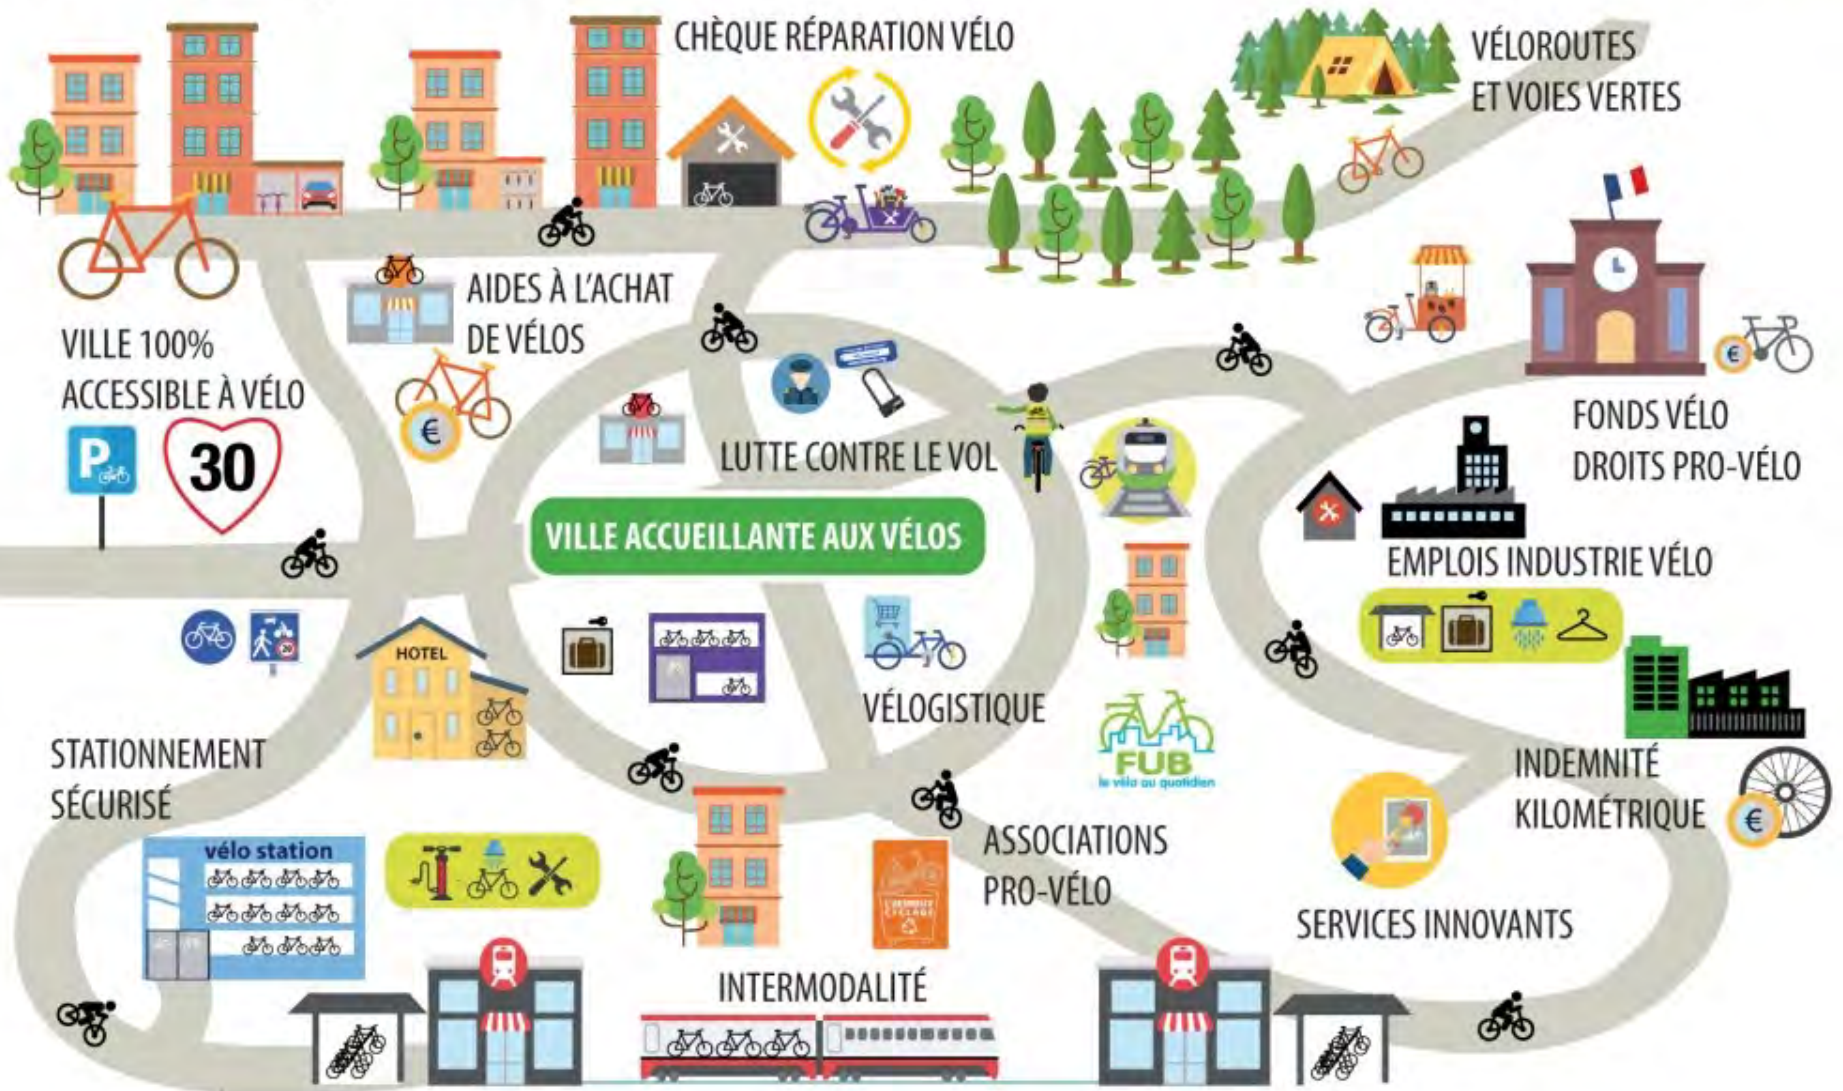 CHÈQUE RÉPARATION VÉLO
VÉLOROUTES
ET VOIES VERTES
AIDES À L'ACHAT
DE VÉLOS
VILLE 100%
ACCESSIBLE À VÉLO
P
30
€
LUTTE CONTRE LE VOL
€
FONDS VÉLO
DROITS PRO-VÉLO
VILLE ACCUEILLANTE AUX VÉLOS
EMPLOIS INDUSTRIE VÉLO
HOTEL
VÉLOGISTIQUE
FUB
le vélo au quotidien
STATIONNEMENT
SÉCURISÉ
INDEMNITÉ
KILOMÉTRIQUE
€
vélo station
ASSOCIATIONS
PRO-VÉLO
SERVICES INNOVANTS
INTERMODALITÉ